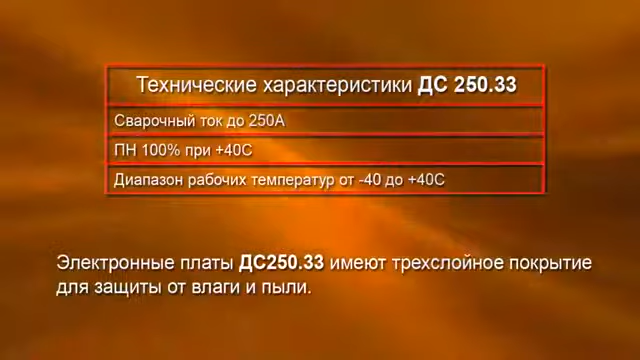 Технические характеристики ДС 250.33
Сварочный ток до 250А
ПН 100% при +40С
Диапазон рабочих температур от -40 до +40С
Электронные платы ДС250.33 имеют трехслойное покрытие
для защиты от влаги и пыли.